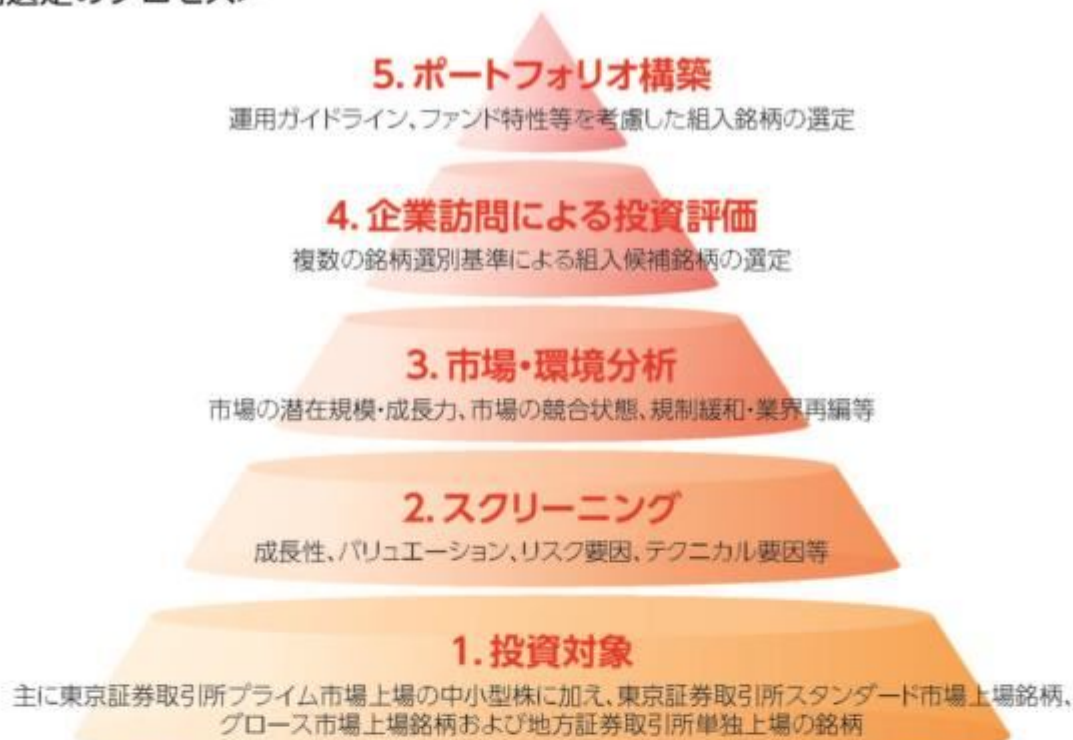 5. ポートフォリオ構築
運用ガイドライン、ファンド特性等を考慮した組入銘柄の選定
4. 企業訪問による投資評価
複数の銘柄選別基準による組入候補銘柄の選定
3. 市場・環境分析
市場の潜在規模・成長力、市場の競合状態、規制緩和・業界再編等
2. スクリーニング
成長性、バリュエーション、リスク要因、テクニカル要因等
1. 投資対象
主に東京証券取引所プライム市場上場の中小型株に加え、東京証券取引所スタンダード市場上場銘柄、
グロース市場上場銘柄および地方証券取引所単独上場の銘柄